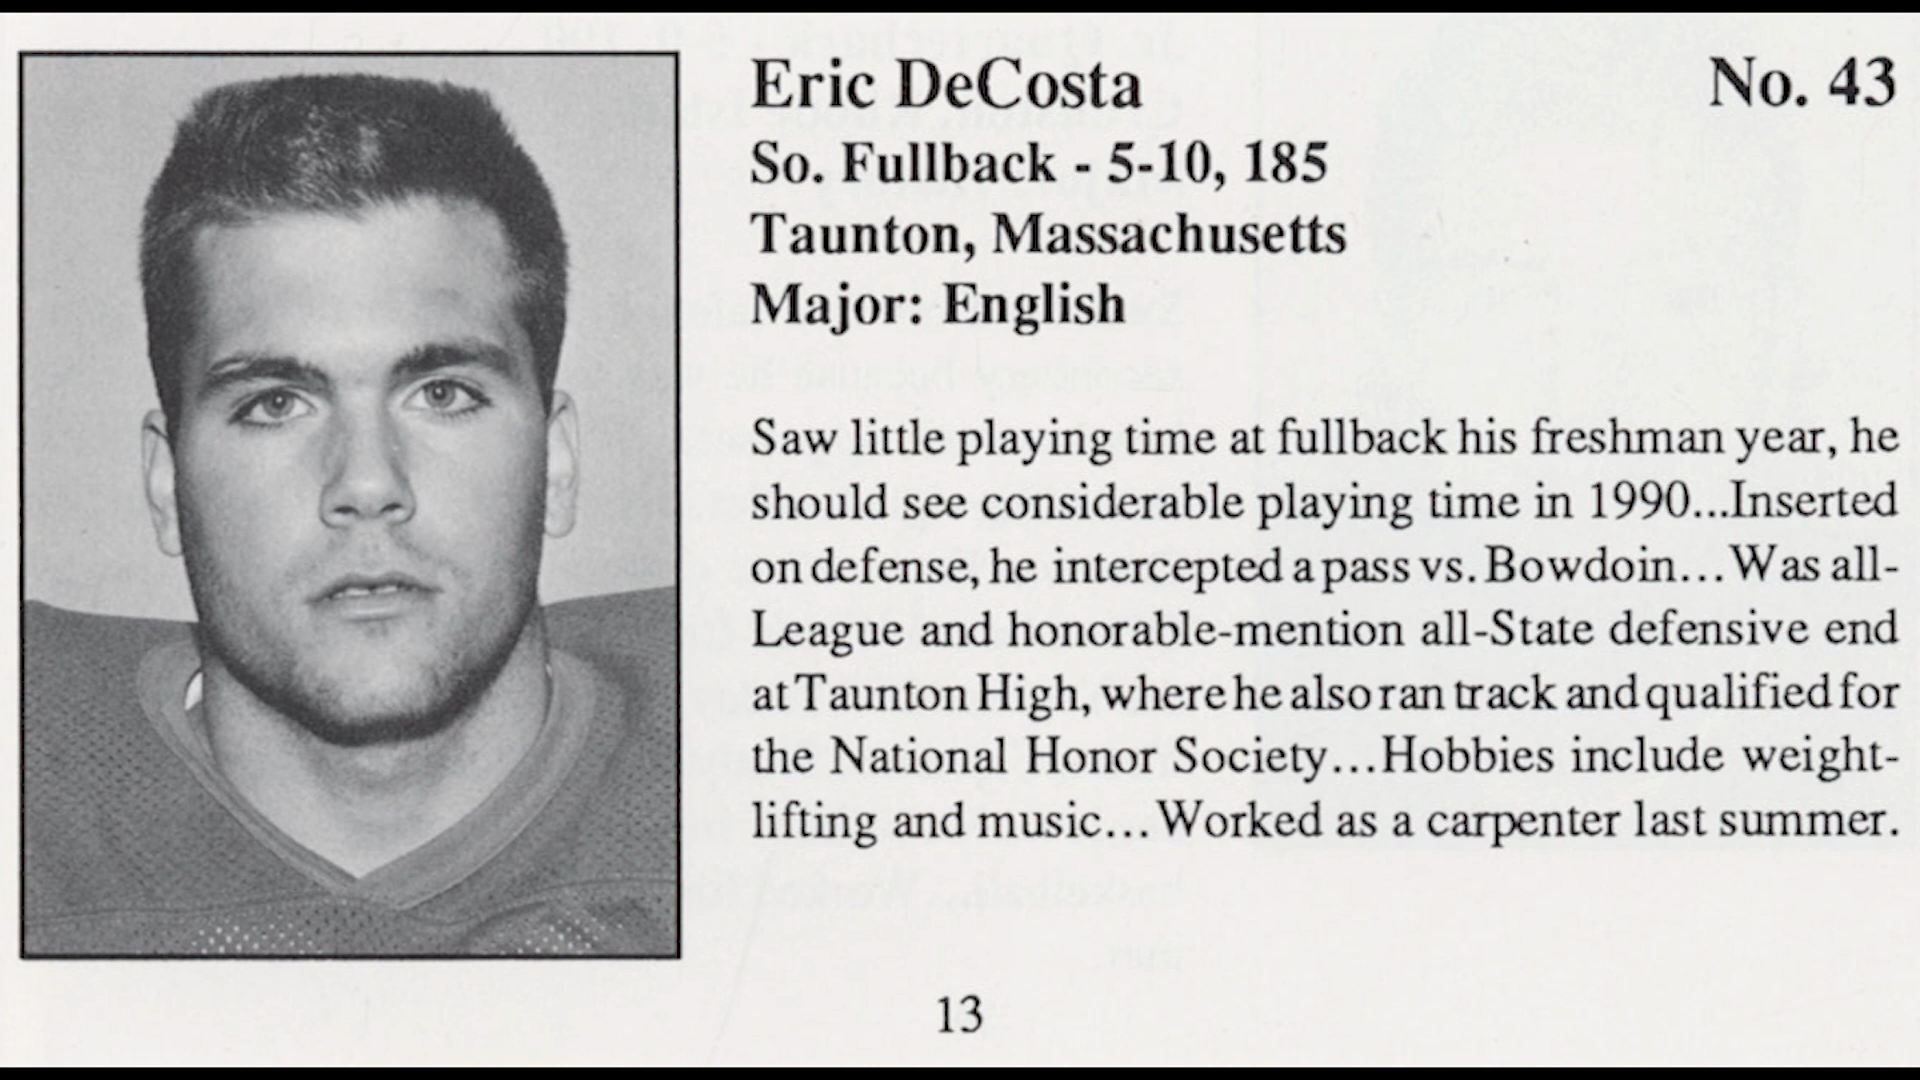 Eric DeCosta No. 43
So. Fullback - 5-10, 185
Taunton, Massachusetts
Major: English
Saw little playing time at fullback his freshman year, he
should see considerable playing time in 1990...Inserted
on defense, he intercepted a pass vs. Bowdoin...Was all-
League and honorable-mention all-State defensive end
at Taunton High, where he also ran track and qualified for
the National Honor Society...Hobbies include weight-
lifting and music...Worked as a carpenter last summer.
13